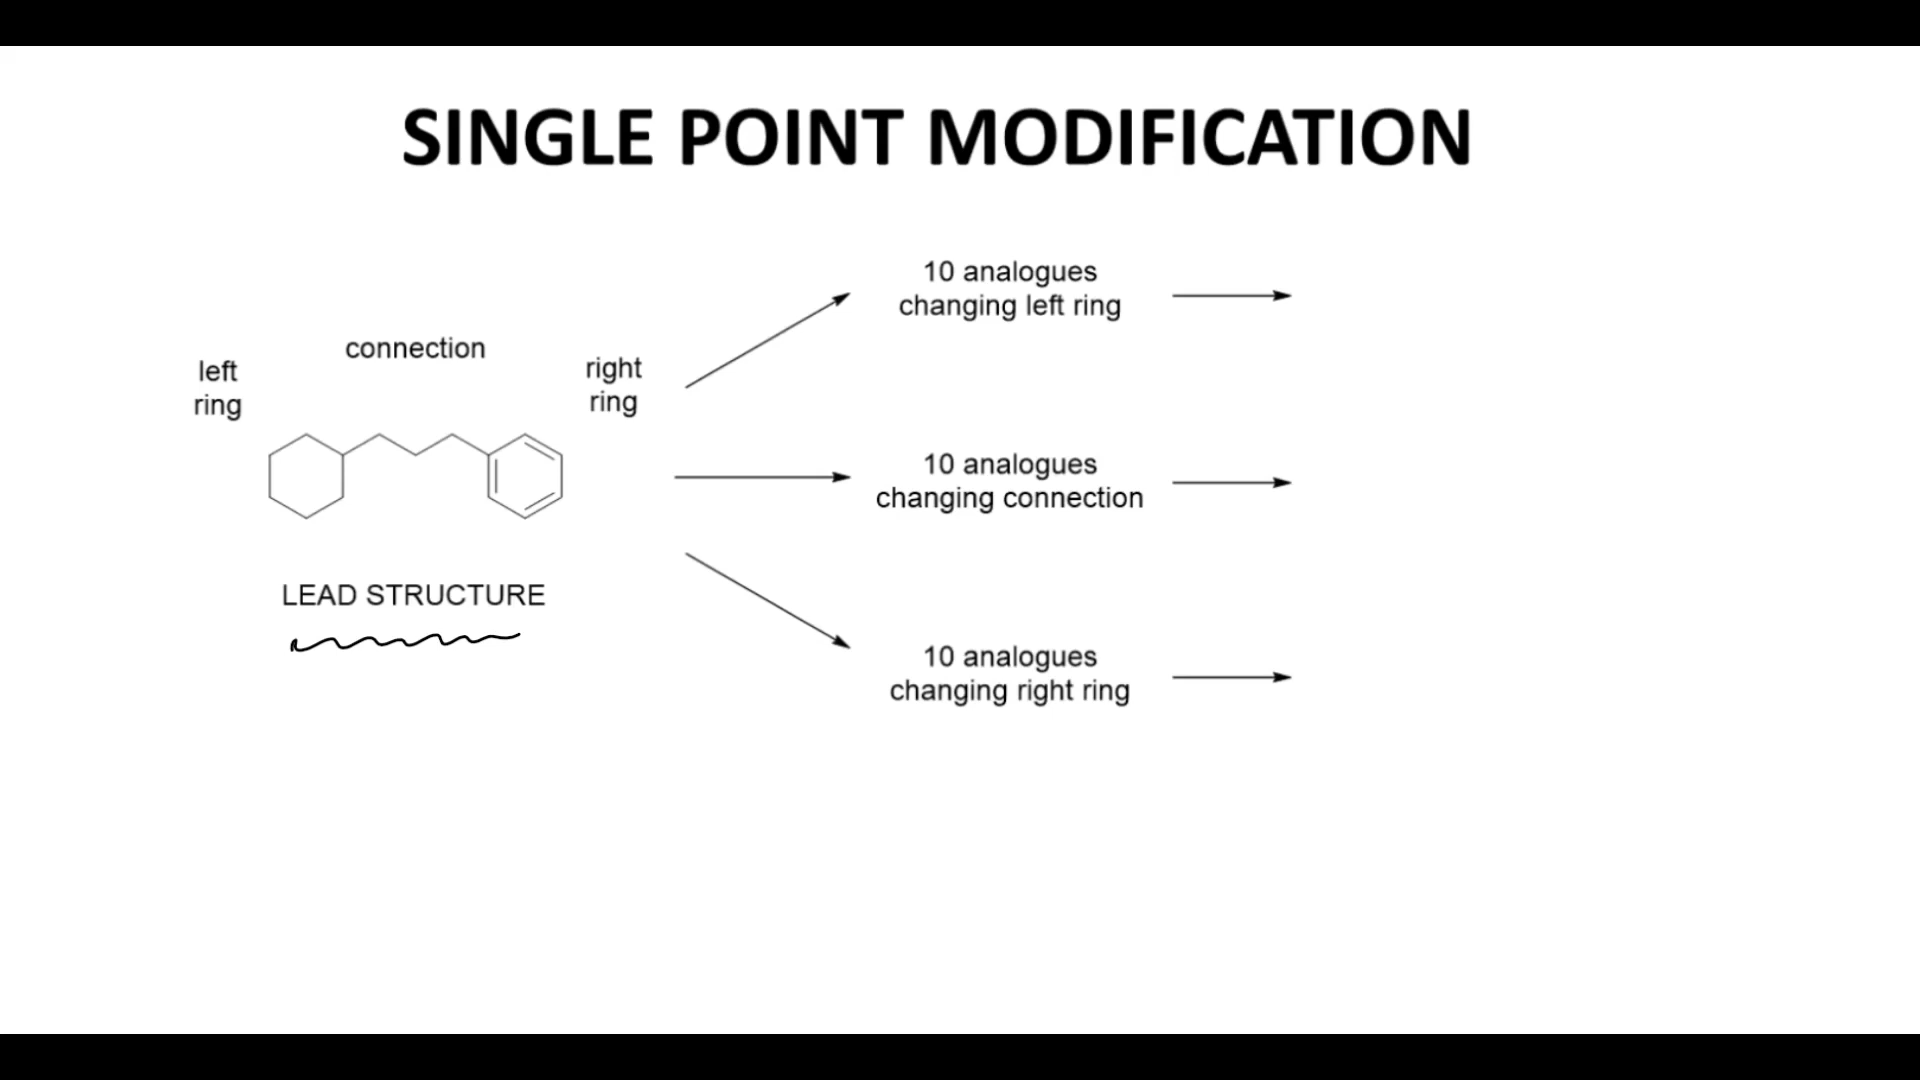 SINGLE POINT MODIFICATION
left
ring
connection
right
ring
LEAD STRUCTURE
10 analogues
changing left ring
10 analogues
changing connection
10 analogues
changing right ring